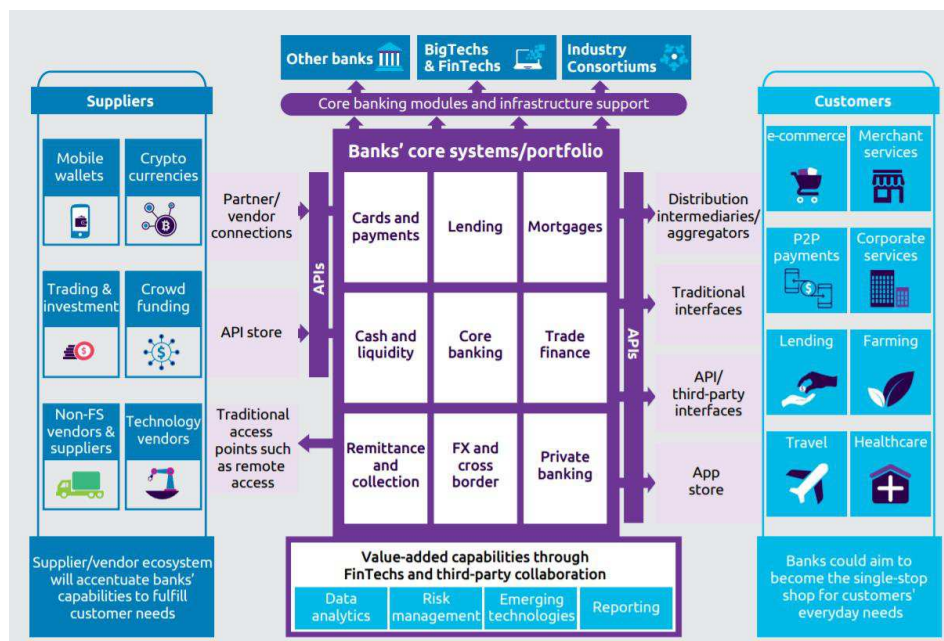 Other banks
BigTechs
& FinTechs
Industry
Consortiums
Core banking modules and infrastructure support
Suppliers
Mobile
wallets
Crypto
currencies
Trading &
investment
Crowd
funding
Non-FS
vendors &
suppliers
Technology
vendors
Supplier/vendor ecosystem
will accentuate banks'
capabilities to fulfill
customer needs
Partner/
vendor
connections
API store
Traditional
access
points such
as remote
access
APIs
Banks' core systems/portfolio
Cards and
payments
Lending
Mortgages
Cash and
liquidity
Core
banking
Trade
finance
Remittance
and
collection
FX and
cross
border
Private
banking
APIs
Value-added capabilities through
FinTechs and third-party collaboration
Data
analytics
Risk
management
Emerging
technologies
Reporting
Distribution
intermediaries/
aggregators
Traditional
interfaces
API/
third-party
interfaces
App
store
Customers
e-commerce
Merchant
services
P2P
payments
Corporate
services
Lending
Farming
Travel
Healthcare
Banks could aim to
become the single-stop
shop for customers'
everyday needs